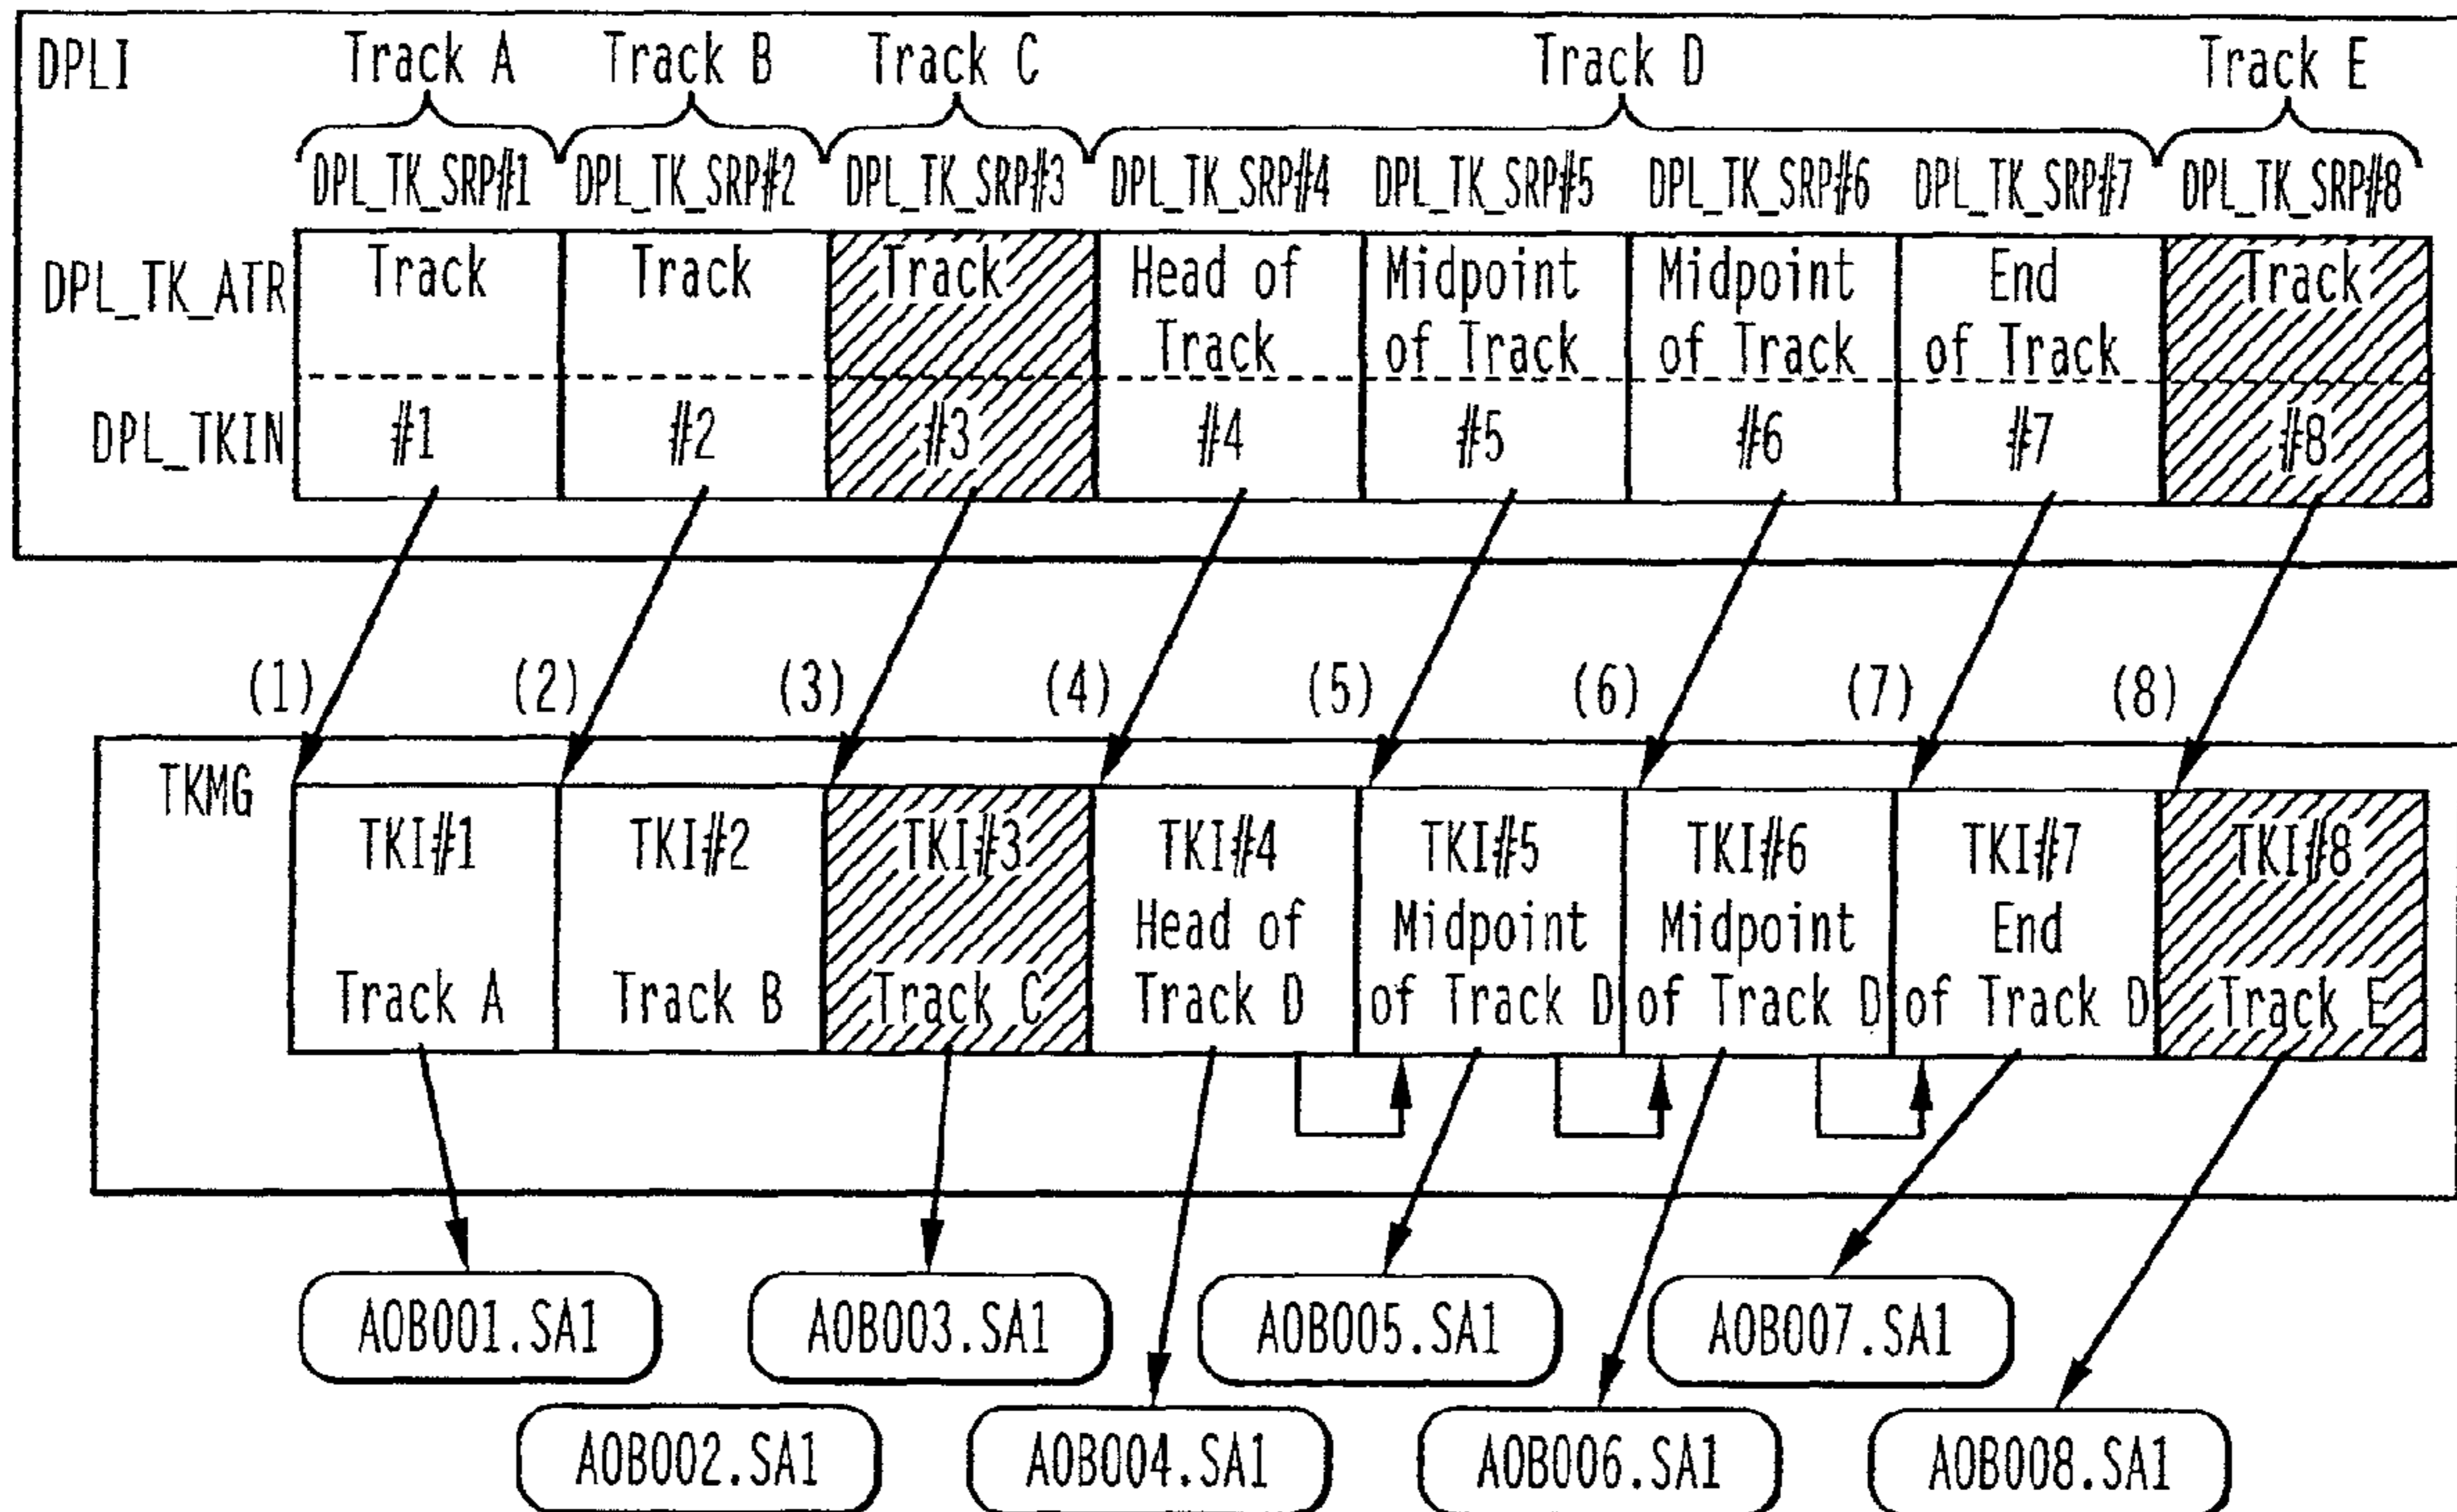 DPLI Track A Track B Track C Track D Track E
DPL_TK_SRP#1 DPL_TK_SRP#2 DPL_TK_SRP#3 DPL_TK_SRP#4 DPL_TK_SRP#5 DPL_TK_SRP#6 DPL_TK_SRP#7 DPL_TK_SRP#8
DPL_TK_ATR
Track
Track
Track
Head of
Track
Midpoint
of Track
Midpoint
of Track
End
of Track
Track
DPL_TKIN #1 #2 #3 #4 #5 #6 #7 #8
(1) (2) (3) (4) (5) (6) (7) (8)
TKMG
TKI#1
Track A
TKI#2
Track B
TKI#3
Track C
TKI#4
Head of
Track D
TKI#5
Midpoint
of Track D
TKI#6
Midpoint
of Track D
TKI#7
End
of Track D
TKI#8
Track E
AOB001.SA1 AOB003.SA1 AOB005.SA1 AOB007.SA1
AOB002.SA1 AOB004.SA1 AOB006.SA1 AOB008.SA1